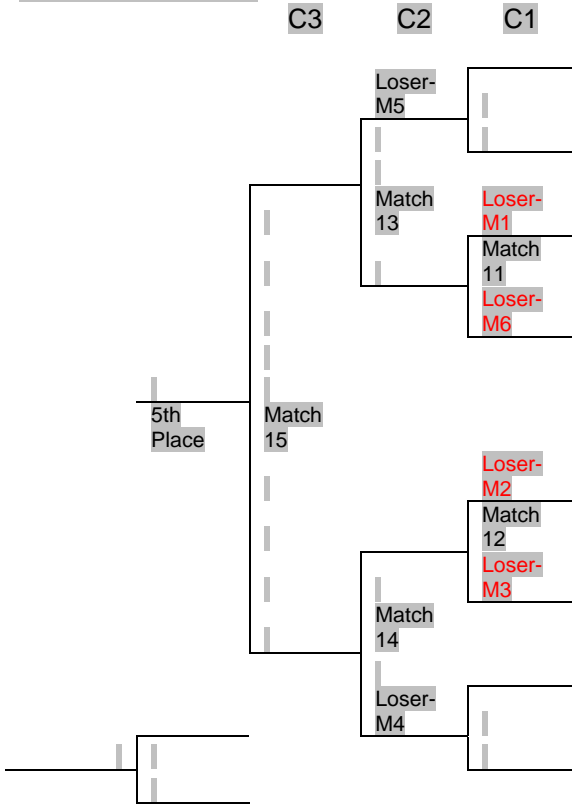 C3 C2 C1
Loser-
M5
Match
13
Loser-
M1
Match
11
Loser-
M6
5th
Place
Match
15
Loser-
M2
Match
12
Loser-
M3
Match
14
Loser-
M4